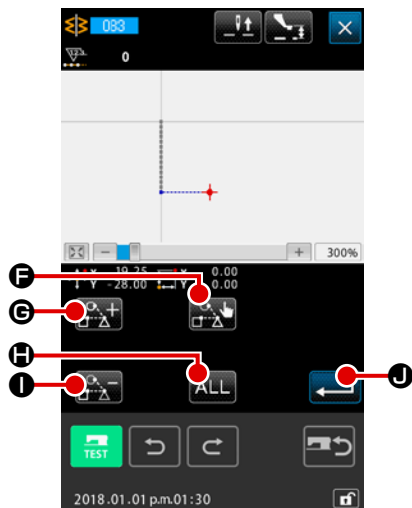 083
0
300%
X -19.25 X 0.00
Y -28.00 Y 0.00
F
G
H
ALL
I
J
TEST
2018.01.01 p.m.01:30